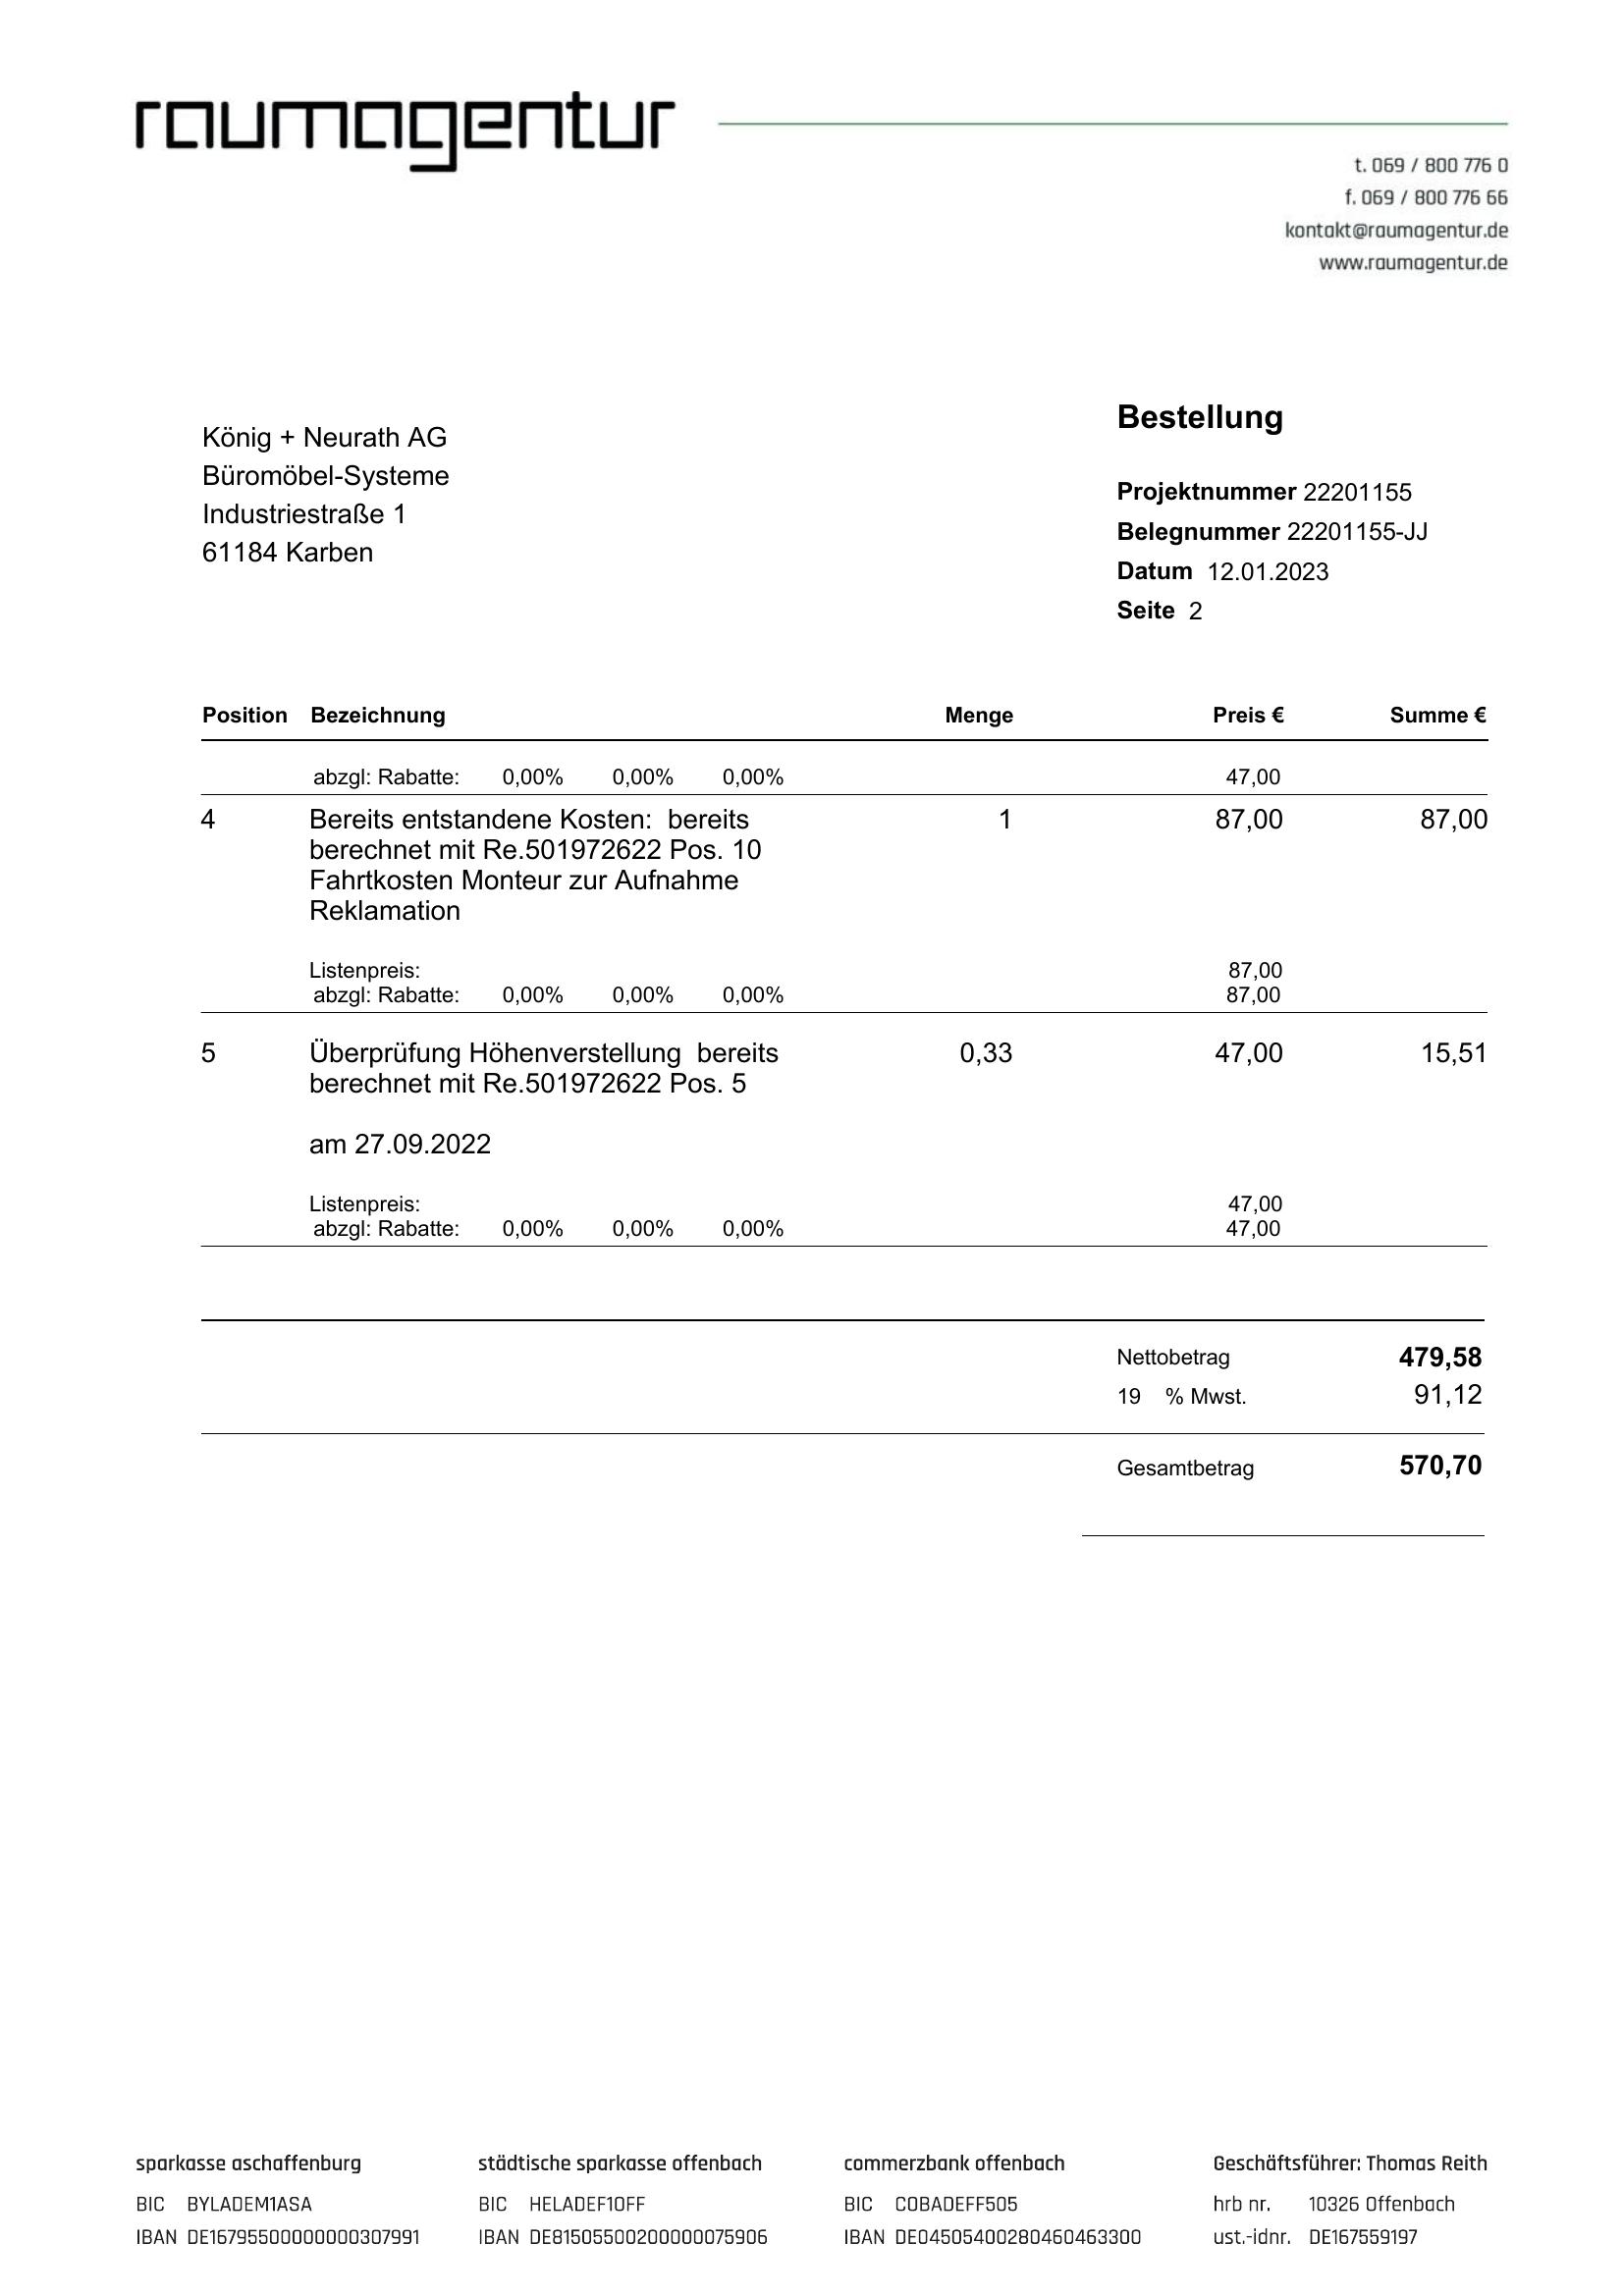 raumagentur
t. 069 / 800 776 0
f. 069 / 800 776 66
kontakt@raumagentur.de
www.raumagentur.de
König + Neurath AG
Büromöbel-Systeme
Industriestraße 1
61184 Karben
Bestellung
Projektnummer 22201155
Belegnummer 22201155-JJ
Datum 12.01.2023
Seite 2
Position Bezeichnung Menge Preis € Summe €
abzgl: Rabatte: 0,00% 0,00% 0,00% 47,00
4 Bereits entstandene Kosten: bereits 1 87,00 87,00
berechnet mit Re.501972622 Pos. 10
Fahrtkosten Monteur zur Aufnahme
Reklamation
Listenpreis: 87,00
abzgl: Rabatte: 0,00% 0,00% 0,00% 87,00
5 Überprüfung Höhenverstellung bereits 0,33 47,00 15,51
berechnet mit Re.501972622 Pos. 5
am 27.09.2022
Listenpreis: 47,00
abzgl: Rabatte: 0,00% 0,00% 0,00% 47,00
Nettobetrag 479,58
19 % Mwst. 91,12
Gesamtbetrag 570,70
sparkasse aschaffenburg städtische sparkasse offenbach commerzbank offenbach Geschäftsführer: Thomas Reith
BIC BYLADEM1ASA BIC HELADEF1OFF BIC COBADEFF505 hrb nr. 10326 Offenbach
IBAN DE16795500000000307991 IBAN DE81505500200000075906 IBAN DE04505400280460463300 ust.-idnr. DE167559197